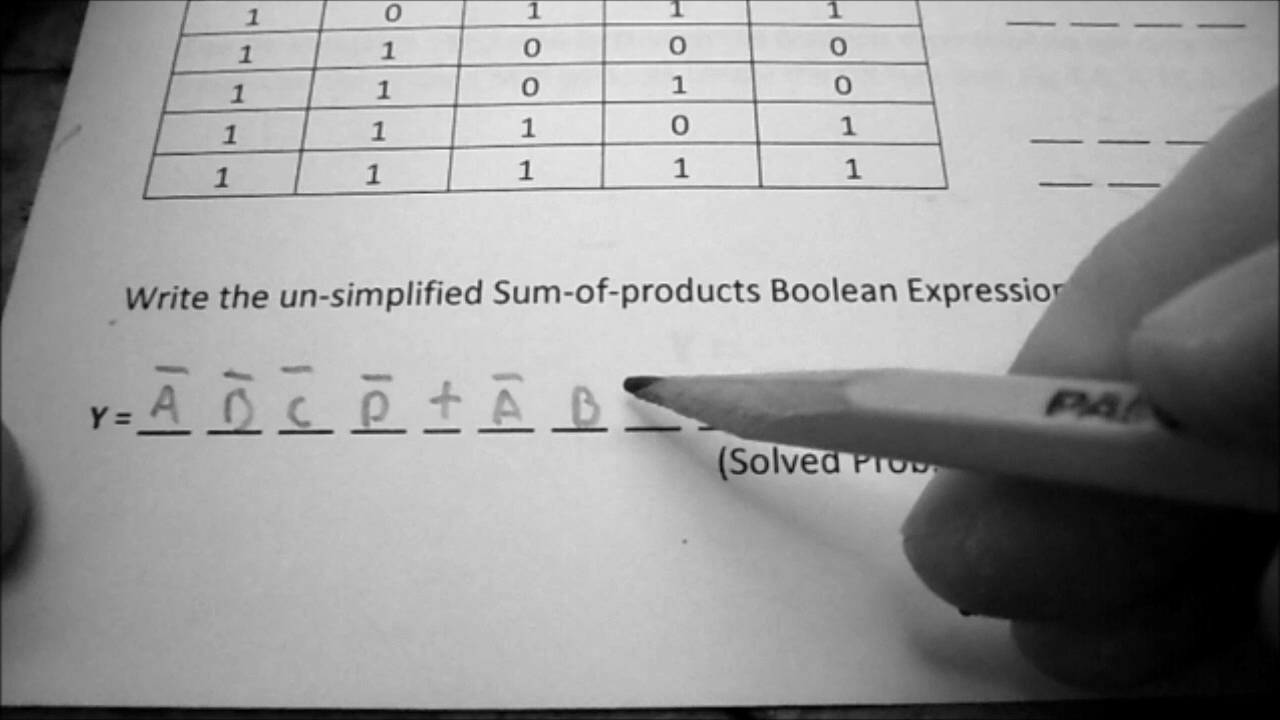 1 0 1 1 1
1 1 0 0 0
1 1 0 1 0
1 1 1 0 1
1 1 1 1 1
Write the un-simplified Sum-of-products Boolean Expression
Y = A̅ B̅ C̅ D̅ + A̅ B
(Solved